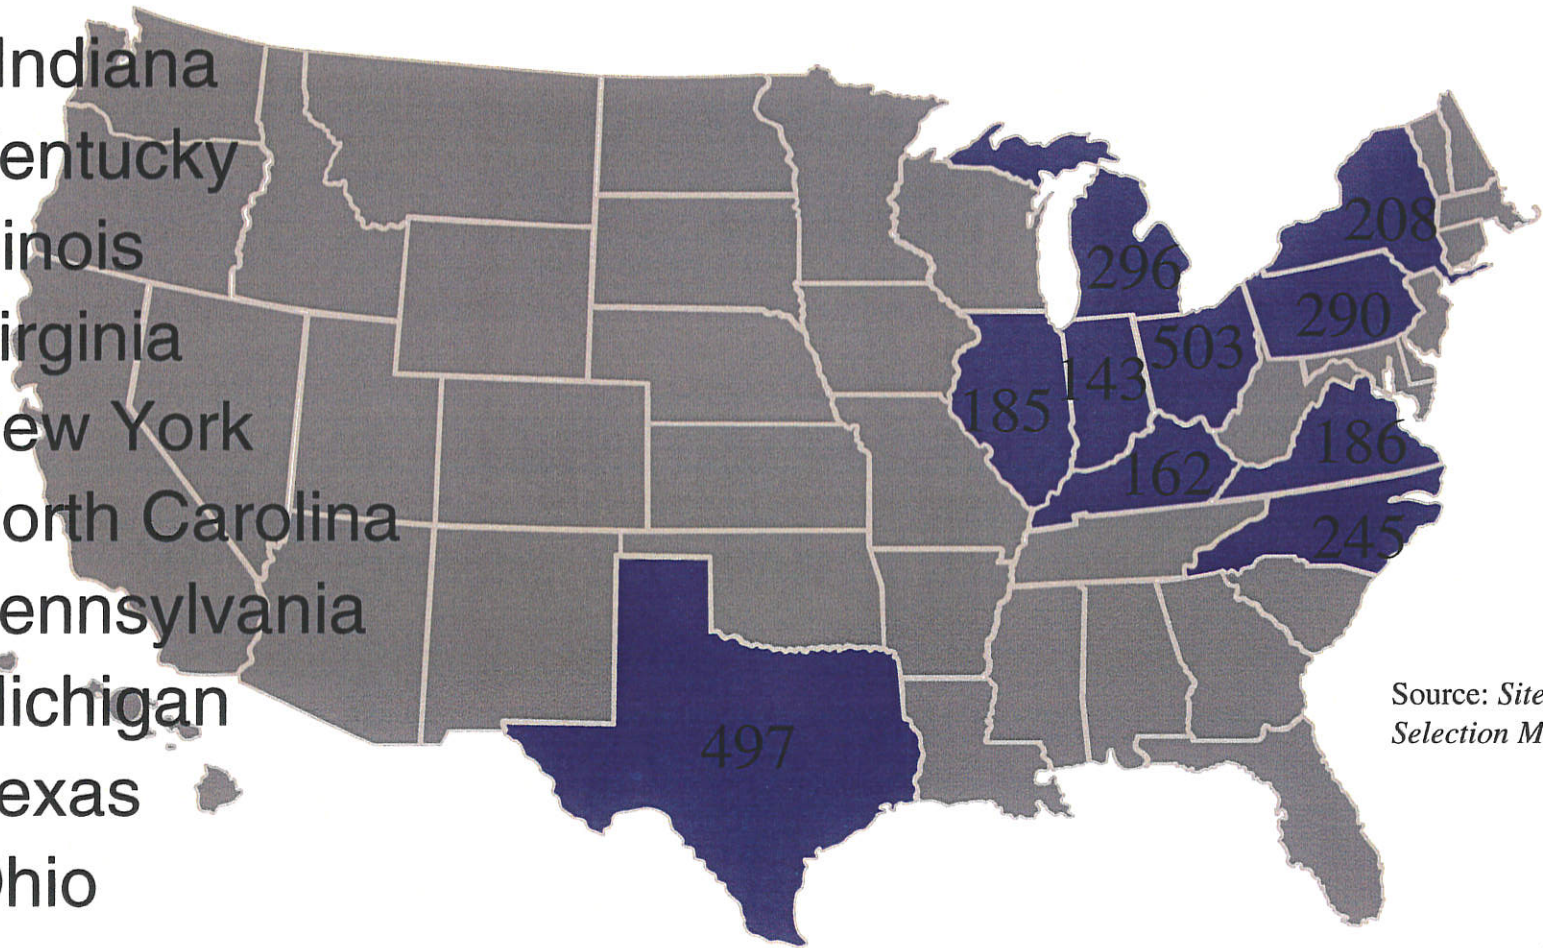 Indiana
entucky
linois
irginia
ew York
orth Carolina
ennsylvania
lichigan
exas
hio
208
296
290
503
143
185
186
162
245
497
Source: Site
Selection M